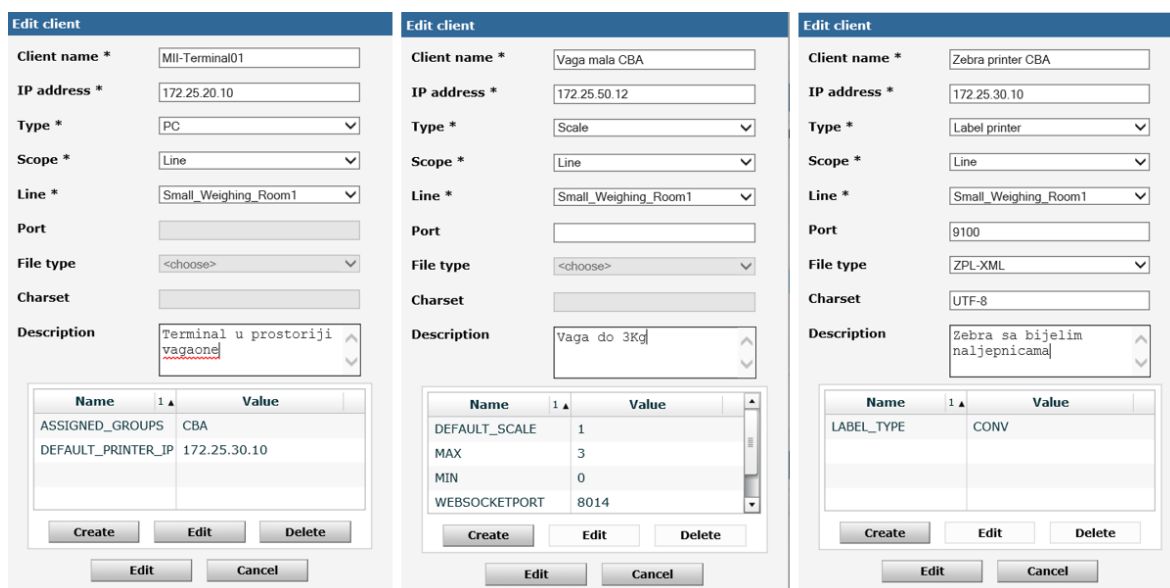 Edit client
Client name * MII-Terminal01
IP address * 172.25.20.10
Type * PC
Scope * Line
Line * Small_Weighing_Room1
Port
File type <choose>
Charset
Description Terminal u prostoriji
vagaone
Name 1 Value
ASSIGNED_GROUPS CBA
DEFAULT_PRINTER_IP 172.25.30.10
Create Edit Delete
Edit Cancel
Edit client
Client name * Vaga mala CBA
IP address * 172.25.50.12
Type * Scale
Scope * Line
Line * Small_Weighing_Room1
Port
File type <choose>
Charset
Description Vaga do 3Kg
Name 1 Value
DEFAULT_SCALE 1
MAX 3
MIN 0
WEBSOCKETPORT 8014
Create Edit Delete
Edit Cancel
Edit client
Client name * Zebra printer CBA
IP address * 172.25.30.10
Type * Label printer
Scope * Line
Line * Small_Weighing_Room1
Port 9100
File type ZPL-XML
Charset UTF-8
Description Zebra sa bijelim
naljepnicama
Name 1 Value
LABEL_TYPE CONV
Create Edit Delete
Edit Cancel